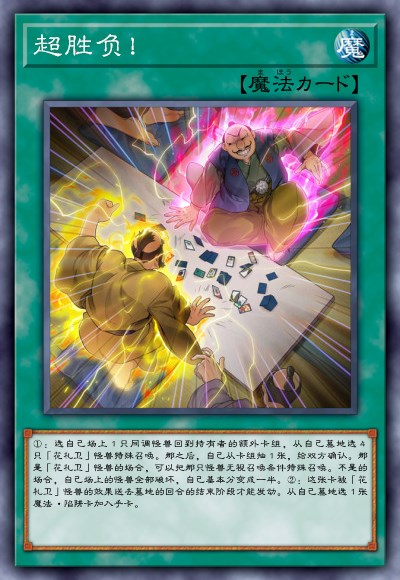 超胜负！
魔
【魔法カード】
ま ほう
①：选自己场上1只同调怪兽回到持有者的额外卡组，从自己墓地选4
只「花札卫」怪兽特殊召唤。那之后，自己从卡组抽1张，给双方确认。那
是「花札卫」怪兽的场合，可以把那只怪兽无视召唤条件特殊召唤。不是的
场合，自己场上的怪兽全部破坏，自己基本分变成一半。②：这张卡被「花
札卫」怪兽的效果送去墓地的回合的结束阶段才能发动。从自己墓地选1张
魔法·陷阱卡加入手卡。